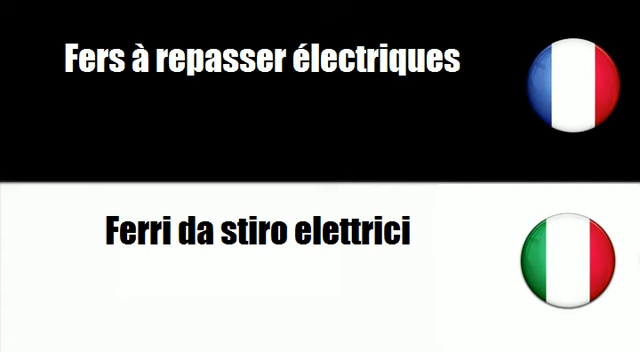 Fers à repasser électriques
Ferri da stiro elettrici